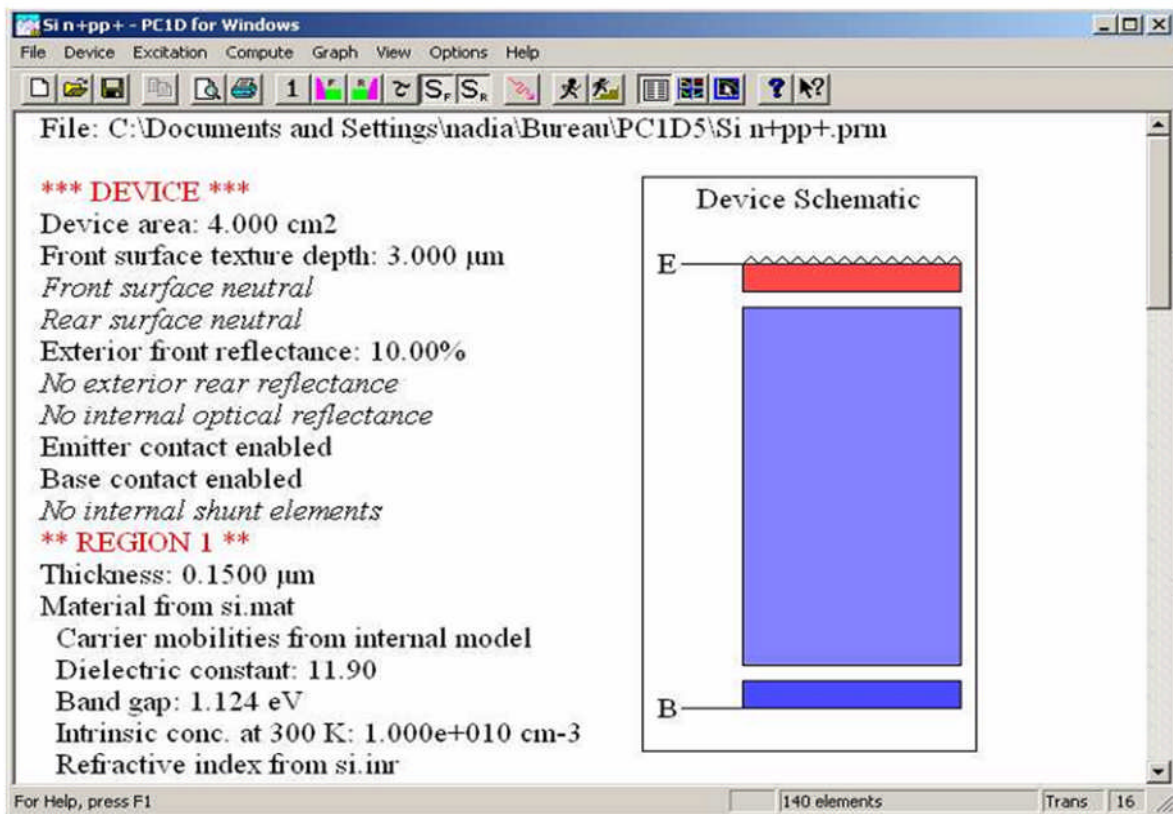 Si n+pp+ - PC1D for Windows
File Device Excitation Compute Graph View Options Help
1 F R S F S R ? ?
File: C:\Documents and Settings\nadia\Bureau\PC1D5\Si n+pp+.prm
*** DEVICE ***
Device area: 4.000 cm2
Front surface texture depth: 3.000 µm
Front surface neutral
Rear surface neutral
Exterior front reflectance: 10.00%
No exterior rear reflectance
No internal optical reflectance
Emitter contact enabled
Base contact enabled
No internal shunt elements
** REGION 1 **
Thickness: 0.1500 µm
Material from si.mat
Carrier mobilities from internal model
Dielectric constant: 11.90
Band gap: 1.124 eV
Intrinsic conc. at 300 K: 1.000e+010 cm-3
Refractive index from si.inr
Device Schematic
E
B
For Help, press F1
140 elements
Trans
16